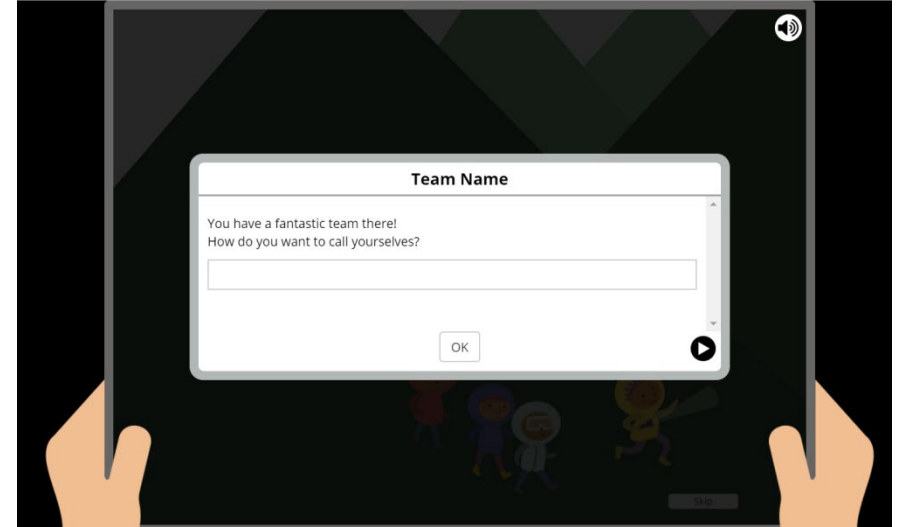 Team Name
You have a fantastic team there!
How do you want to call yourselves?
OK
Skip